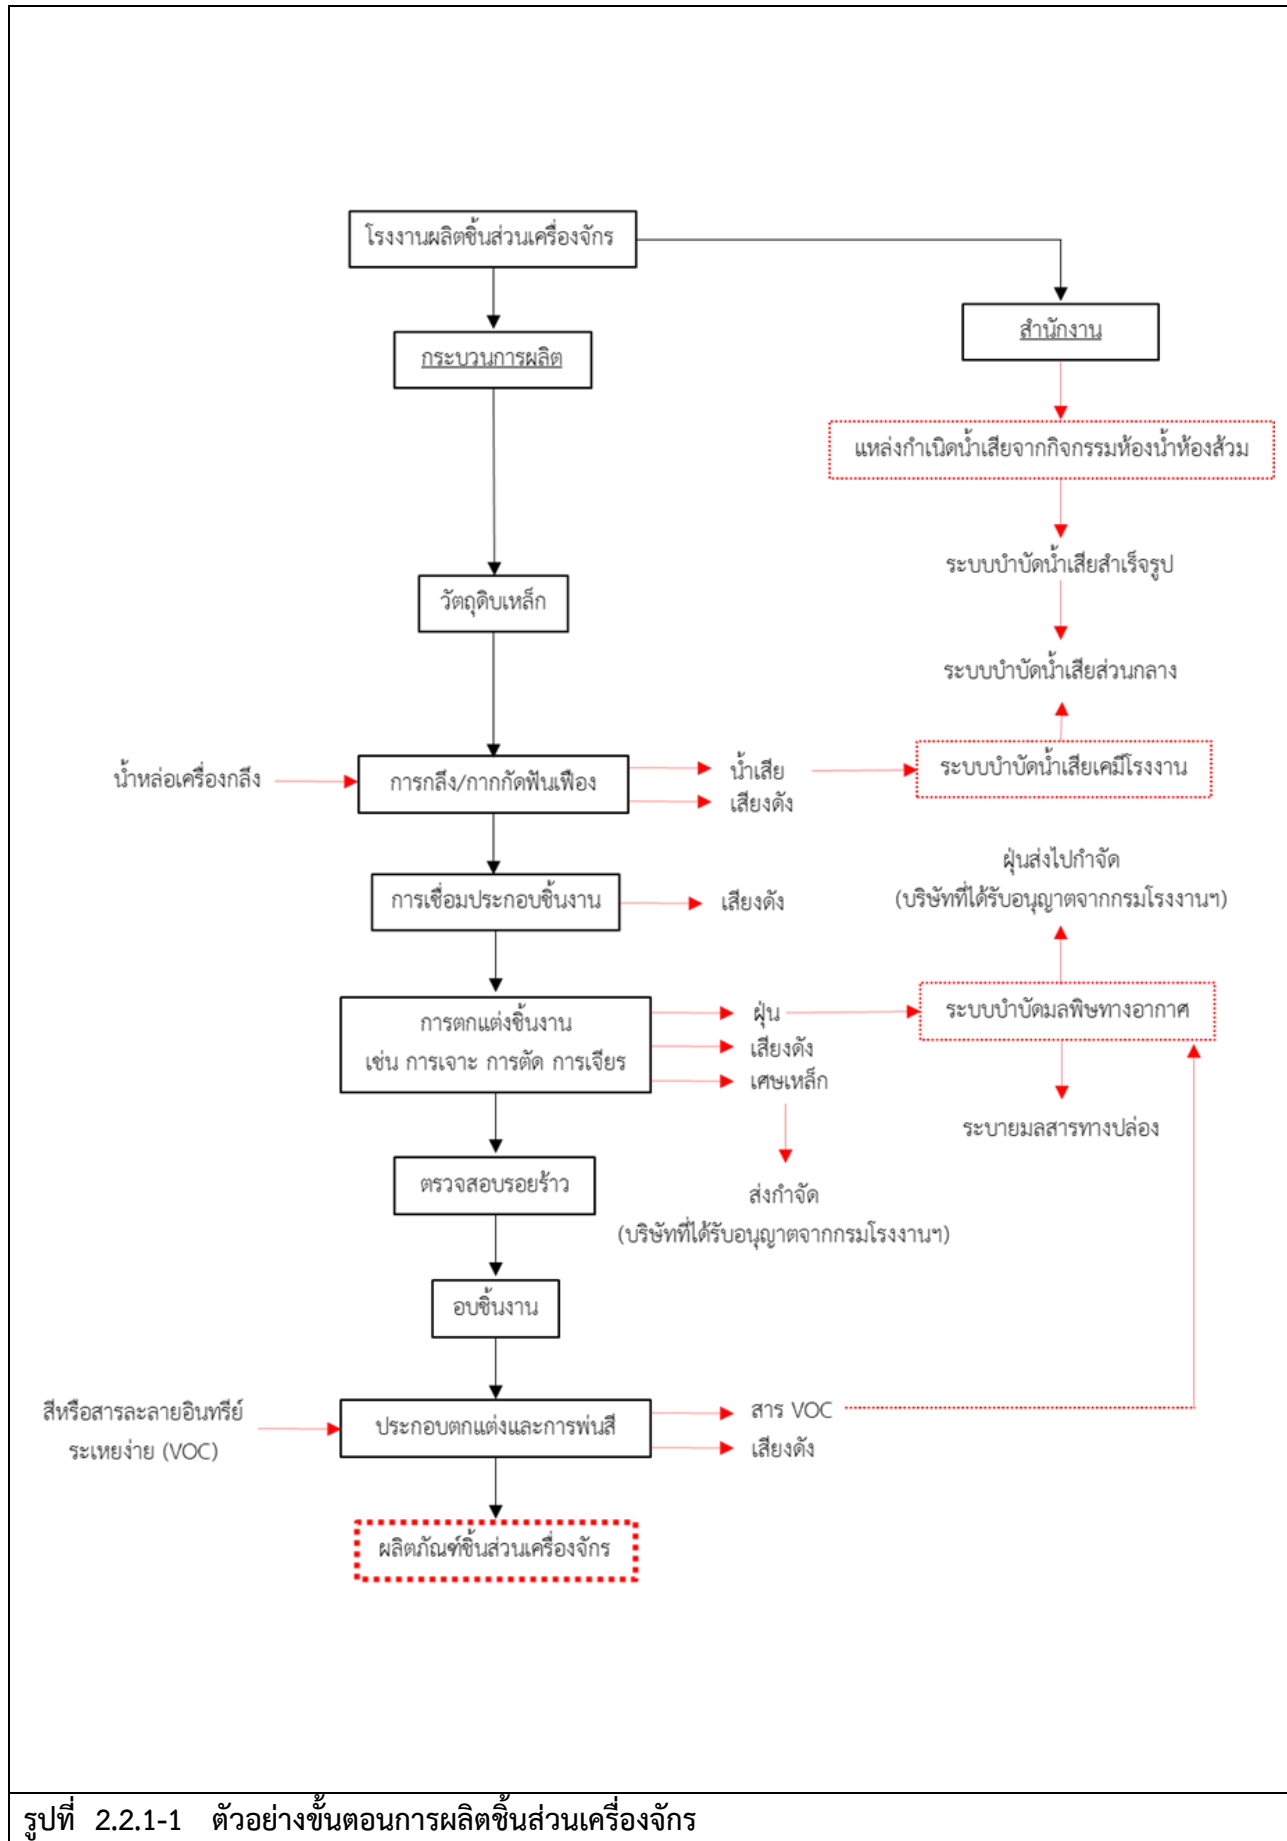 โรงงานผลิตชิ้นส่วนเครื่องจักร
สำนักงาน
กระบวนการผลิต
แหล่งกำเนิดน้ำเสียจากกิจกรรมห้องน้ำห้องส้วม
ระบบบำบัดน้ำเสียสำเร็จรูป
วัตถุดิบเหล็ก
ระบบบำบัดน้ำเสียส่วนกลาง
น้ำหล่อเครื่องกลึง
การกลึง/กากกัดฟันเฟือง
น้ำเสีย
เสียงดัง
ระบบบำบัดน้ำเสียเคมีโรงงาน
ฝุ่นส่งไปกำจัด
(บริษัทที่ได้รับอนุญาตจากกรมโรงงานฯ)
การเชื่อมประกอบชิ้นงาน
เสียงดัง
การตกแต่งชิ้นงาน
เช่น การเจาะ การตัด การเจียร
ฝุ่น
เสียงดัง
เศษเหล็ก
ระบบบำบัดมลพิษทางอากาศ
ระบายมลสารทางปล่อง
ตรวจสอบรอยร้าว
ส่งกำจัด
(บริษัทที่ได้รับอนุญาตจากกรมโรงงานฯ)
อบชิ้นงาน
สีหรือสารละลายอินทรีย์
ระเหยง่าย (VOC)
ประกอบตกแต่งและการพ่นสี
สาร VOC
เสียงดัง
ผลิตภัณฑ์ชิ้นส่วนเครื่องจักร
รูปที่ 2.2.1-1 ตัวอย่างขั้นตอนการผลิตชิ้นส่วนเครื่องจักร